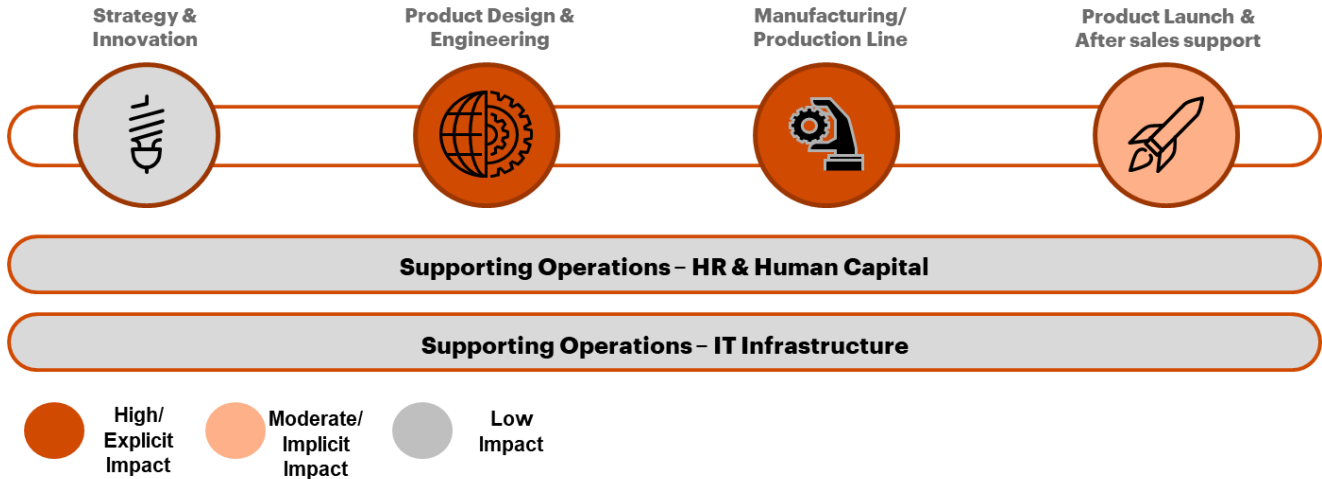 Strategy &
Innovation
Product Design &
Engineering
Manufacturing/
Production Line
Product Launch &
After sales support
Supporting Operations – HR & Human Capital
Supporting Operations – IT Infrastructure
High/
Explicit
Impact
Moderate/
Implicit
Impact
Low
Impact